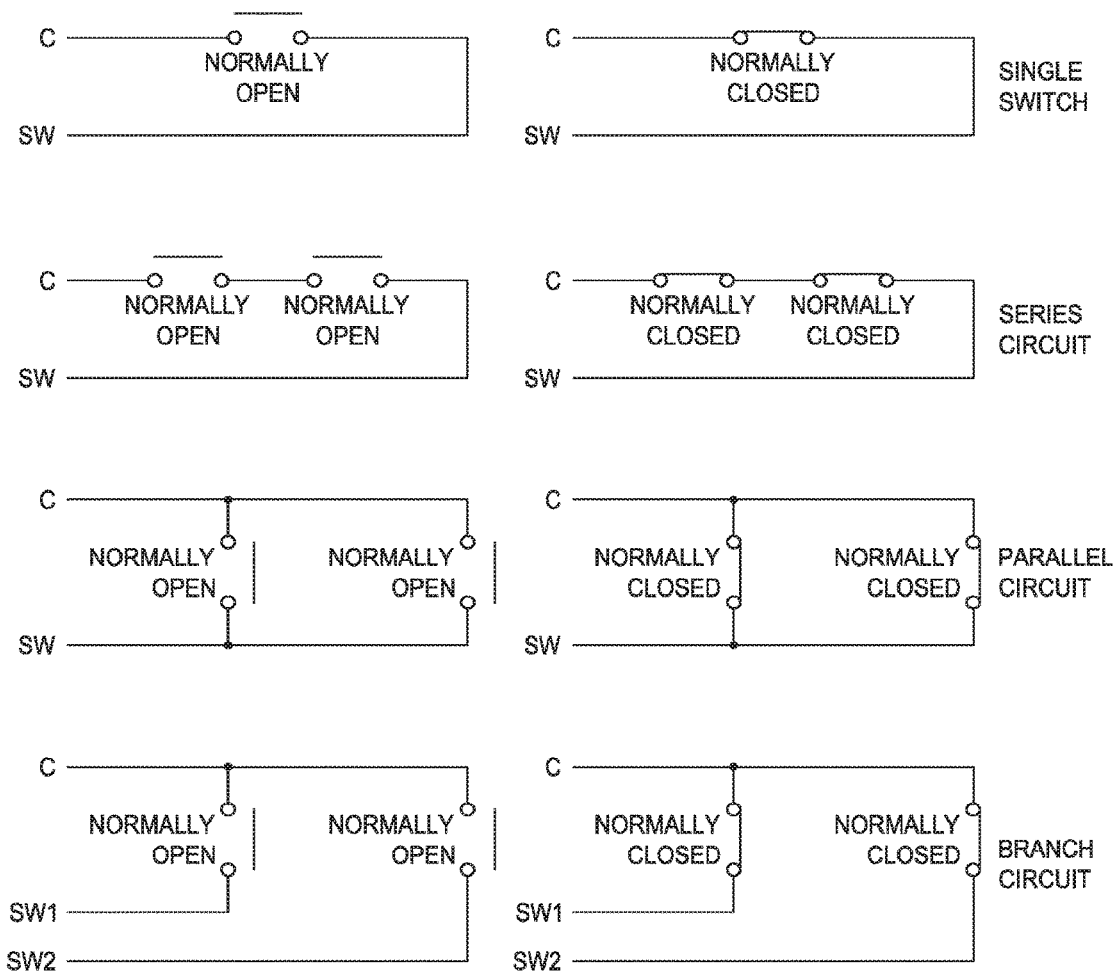 C
NORMALLY
OPEN
SW
C
NORMALLY
CLOSED
SW
SINGLE
SWITCH
C
NORMALLY
OPEN
NORMALLY
OPEN
SW
C
NORMALLY
CLOSED
NORMALLY
CLOSED
SW
SERIES
CIRCUIT
C
NORMALLY
OPEN
NORMALLY
OPEN
SW
C
NORMALLY
CLOSED
NORMALLY
CLOSED
SW
PARALLEL
CIRCUIT
C
NORMALLY
OPEN
NORMALLY
OPEN
SW1
SW2
C
NORMALLY
CLOSED
NORMALLY
CLOSED
SW1
SW2
BRANCH
CIRCUIT